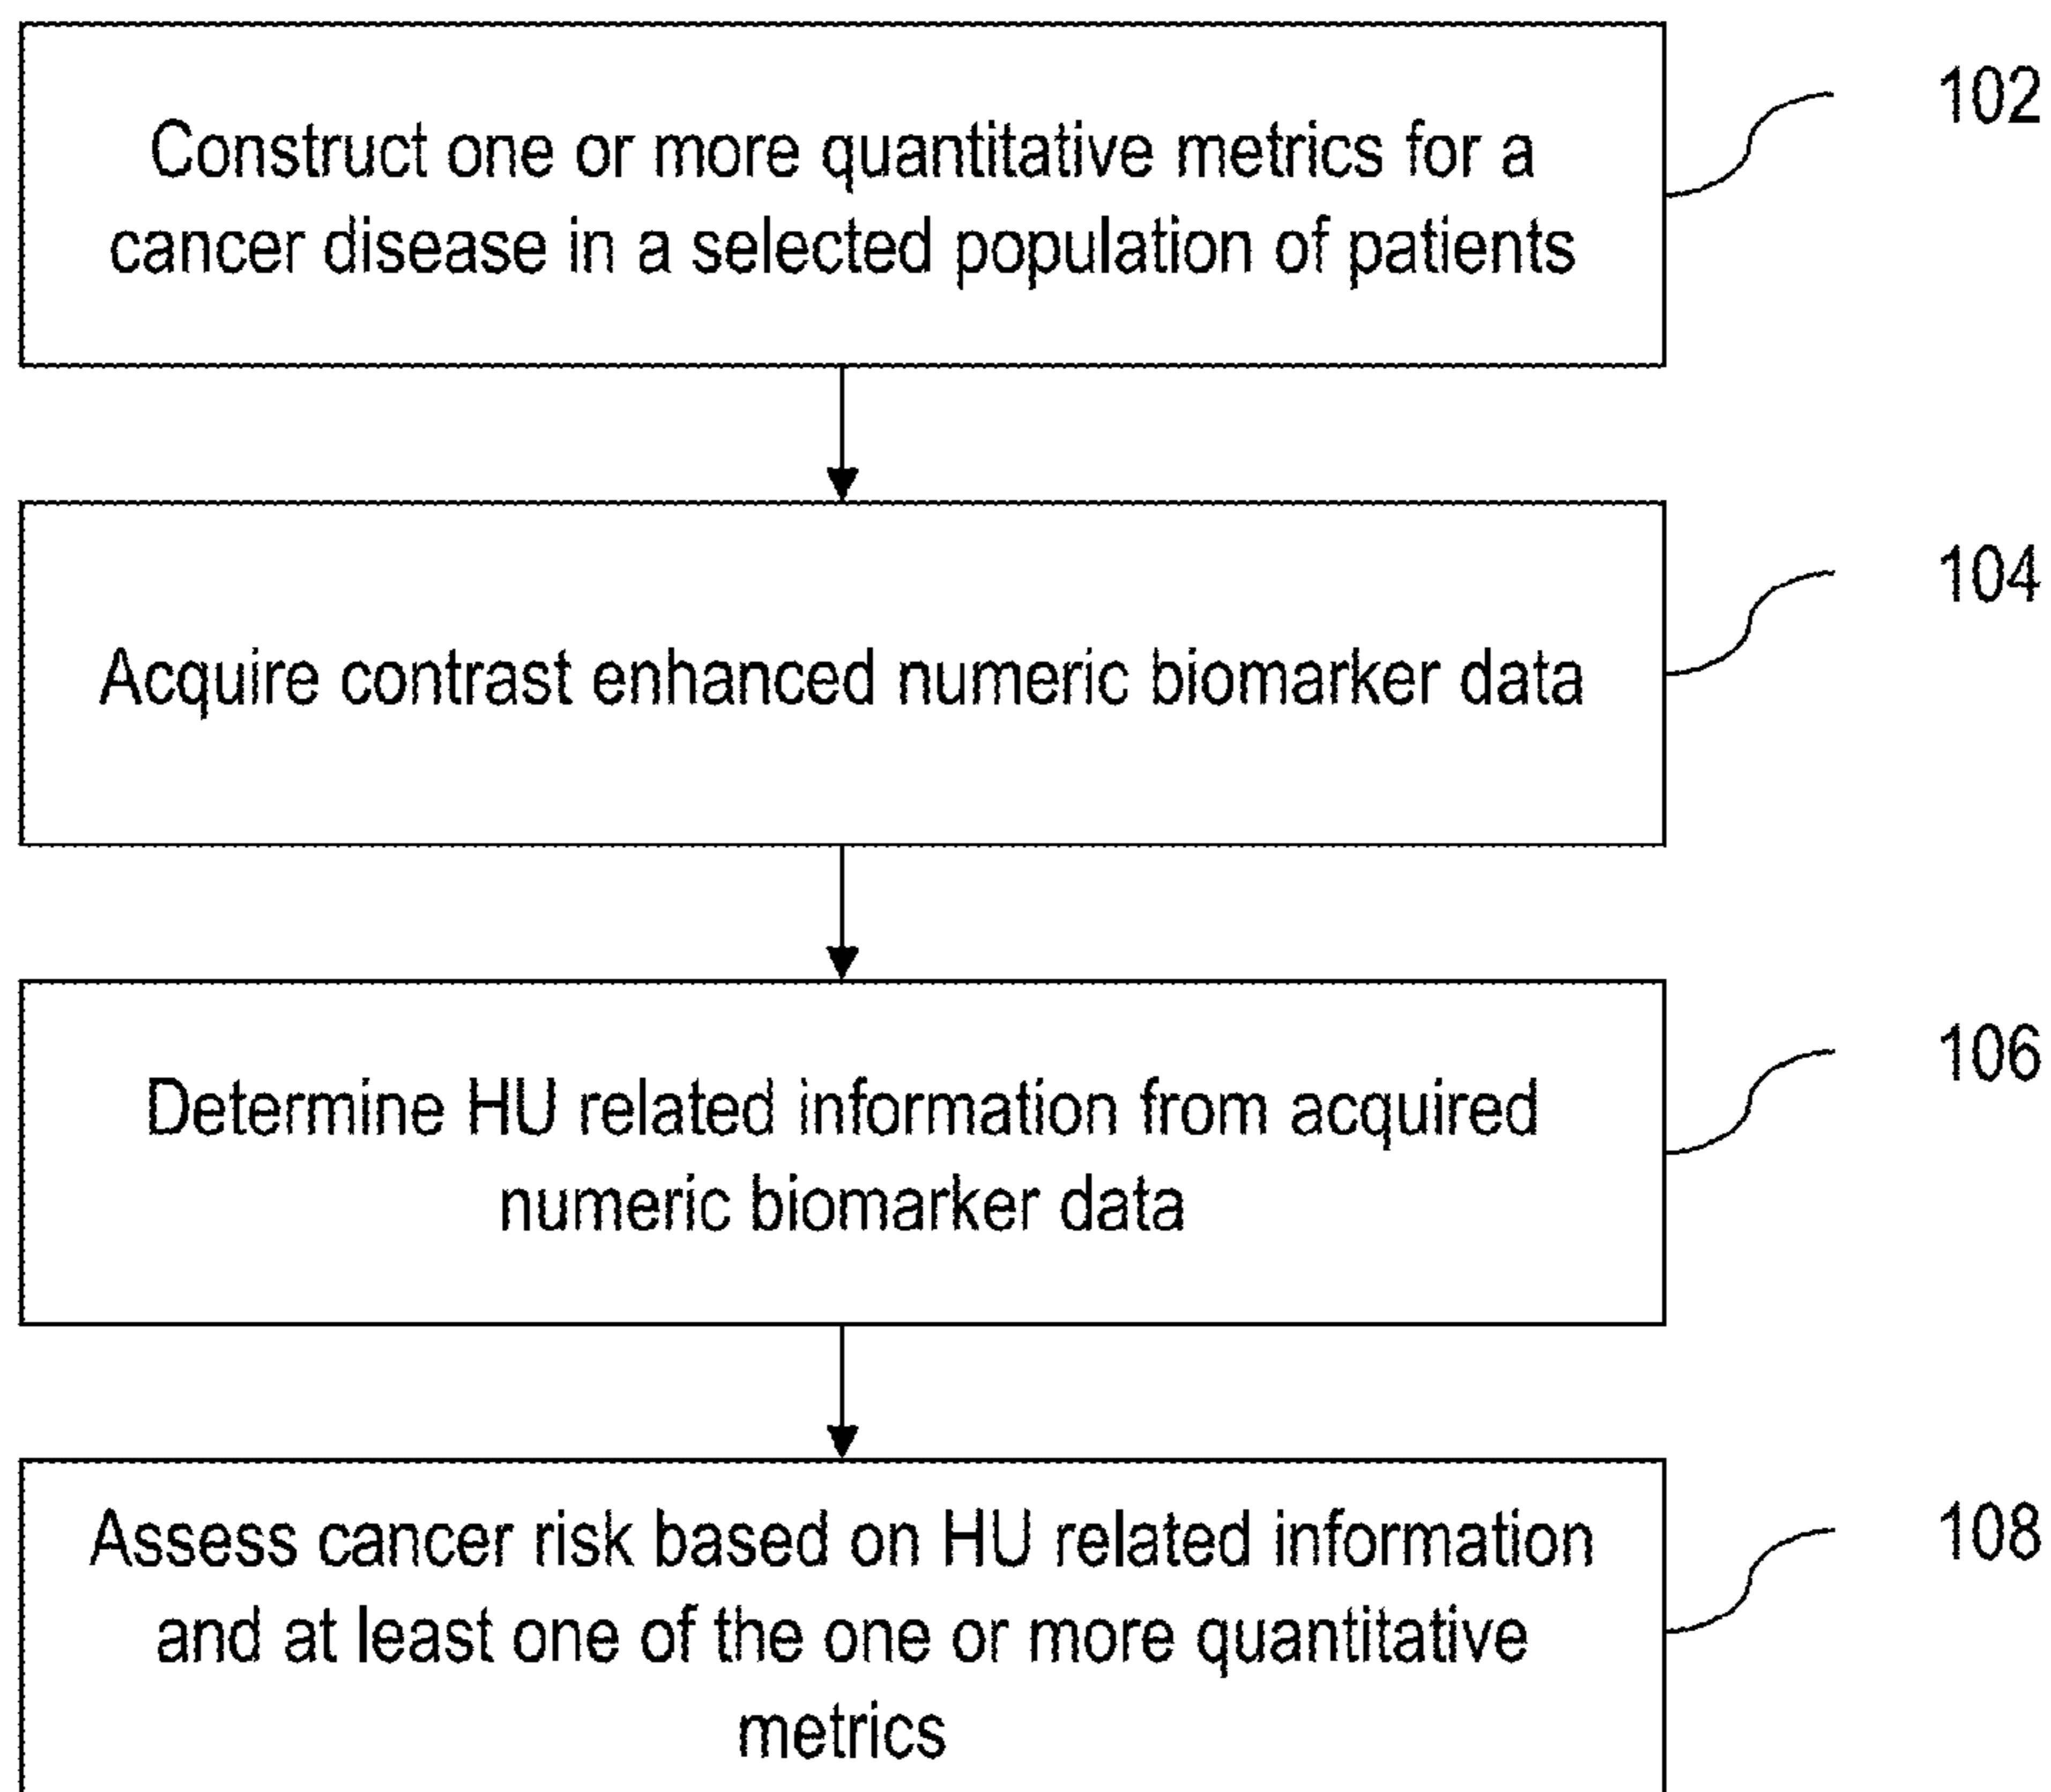 Construct one or more quantitative metrics for a
cancer disease in a selected population of patients
102
Acquire contrast enhanced numeric biomarker data
104
Determine HU related information from acquired
numeric biomarker data
106
Assess cancer risk based on HU related information
and at least one of the one or more quantitative
metrics
108